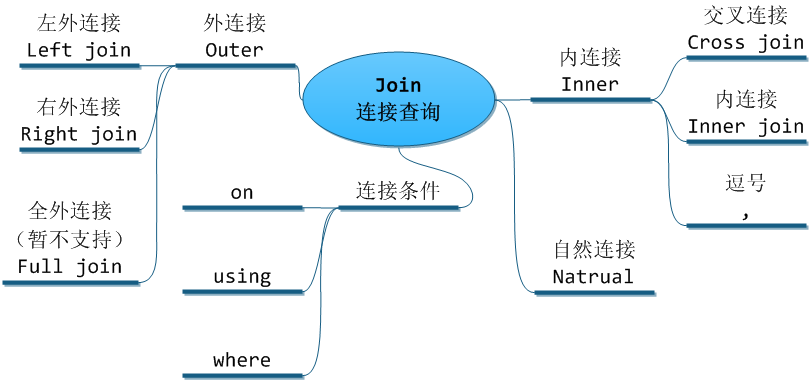 Join
连接查询
外连接
Outer
左外连接
Left join
右外连接
Right join
全外连接
（暂不支持）
Full join
连接条件
on
using
where
内连接
Inner
交叉连接
Cross join
内连接
Inner join
逗号
,
自然连接
Natrual